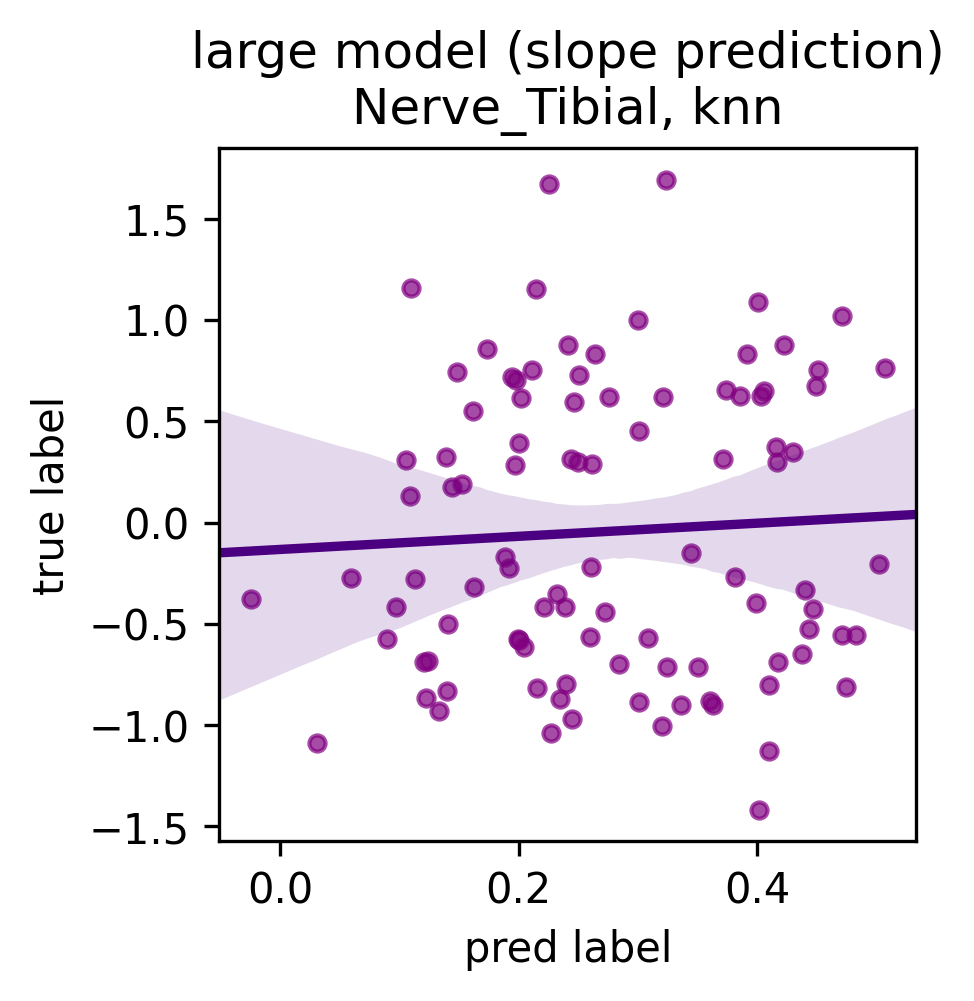 large model (slope prediction)
Nerve_Tibial, knn
true label
1.5
1.0
0.5
0.0
−0.5
−1.0
−1.5
0.0 0.2 0.4
pred label